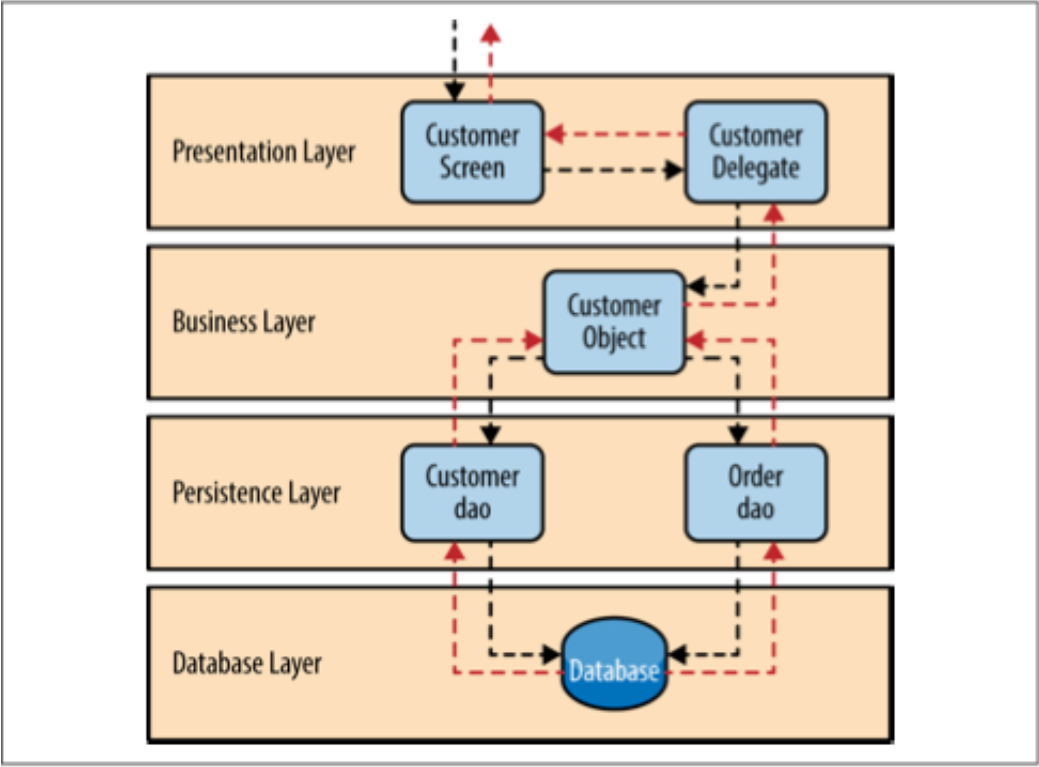 Presentation Layer
Customer
Screen
Customer
Delegate
Business Layer
Customer
Object
Persistence Layer
Customer
dao
Order
dao
Database Layer
Database